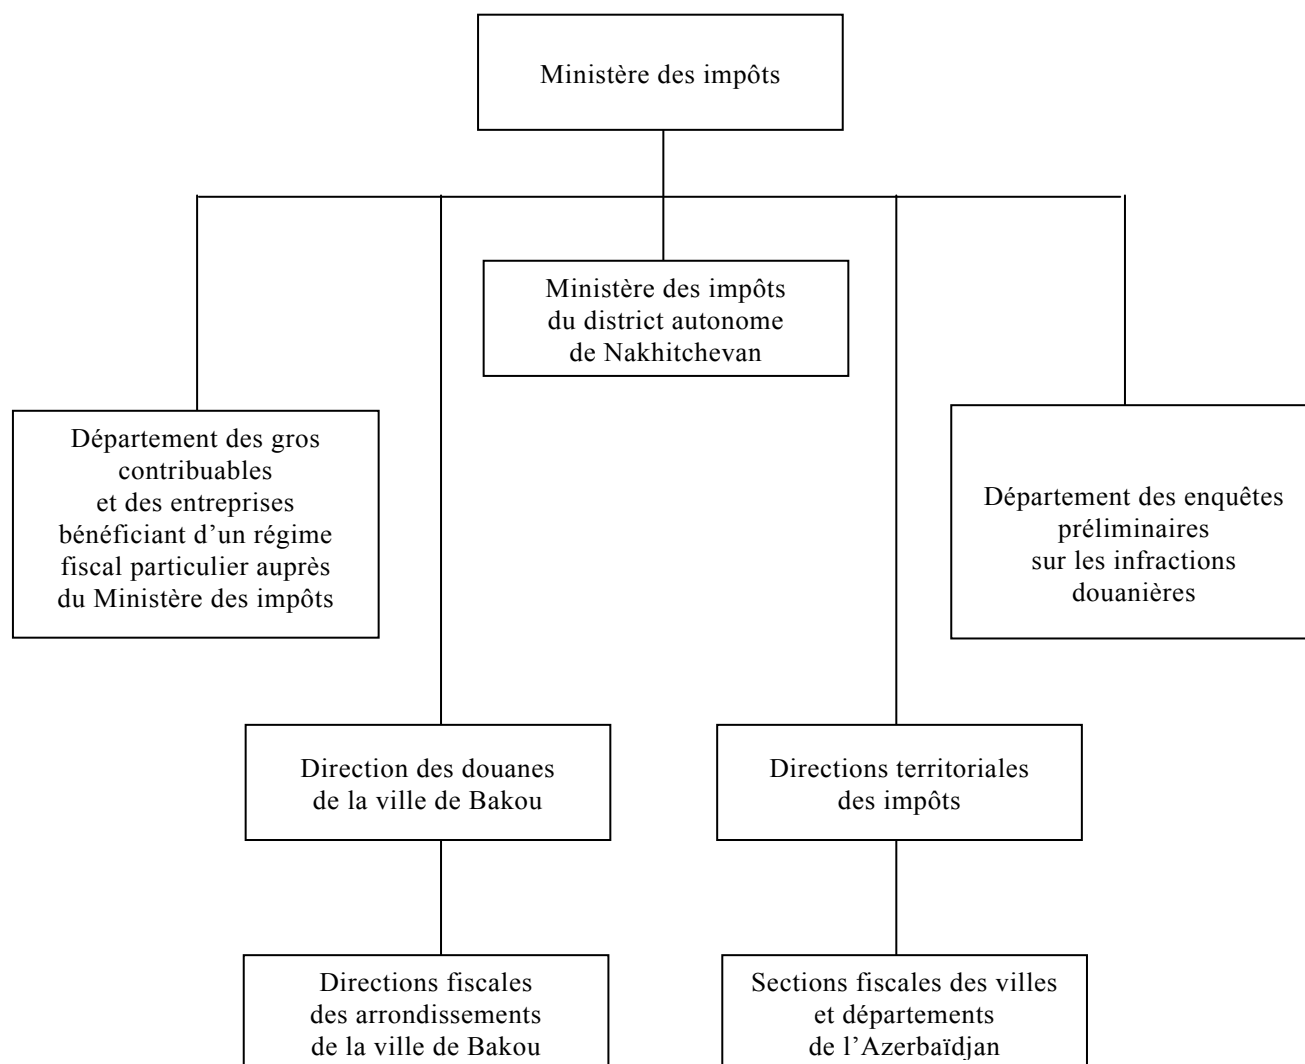 Ministère des impôts
Ministère des impôts
du district autonome
de Nakhitchevan
Département des gros
contribuables
et des entreprises
bénéficiant d’un régime
fiscal particulier auprès
du Ministère des impôts
Département des enquêtes
préliminaires
sur les infractions
douanières
Direction des douanes
de la ville de Bakou
Directions territoriales
des impôts
Directions fiscales
des arrondissements
de la ville de Bakou
Sections fiscales des villes
et départements
de l’Azerbaïdjan